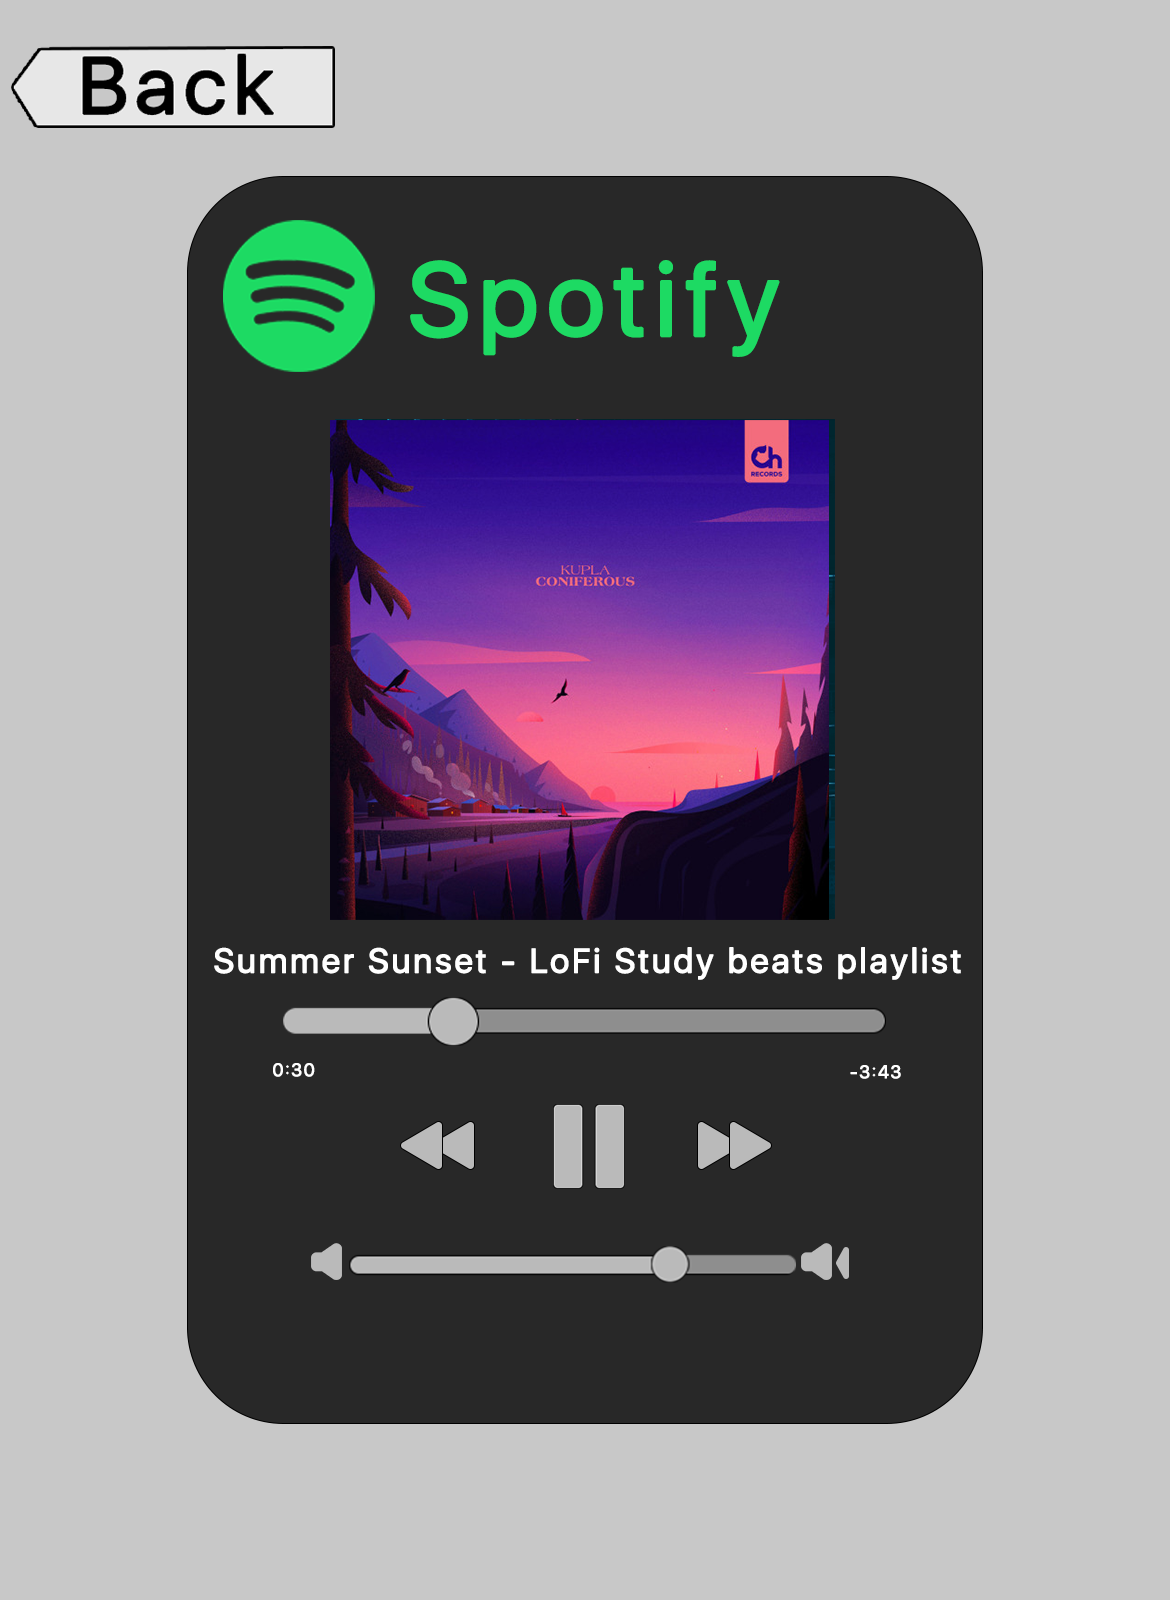 Back
Spotify
Ch
RECORDS
KUPLA
CONIFEROUS
Summer Sunset - LoFi Study beats playlist
0:30
-3:43